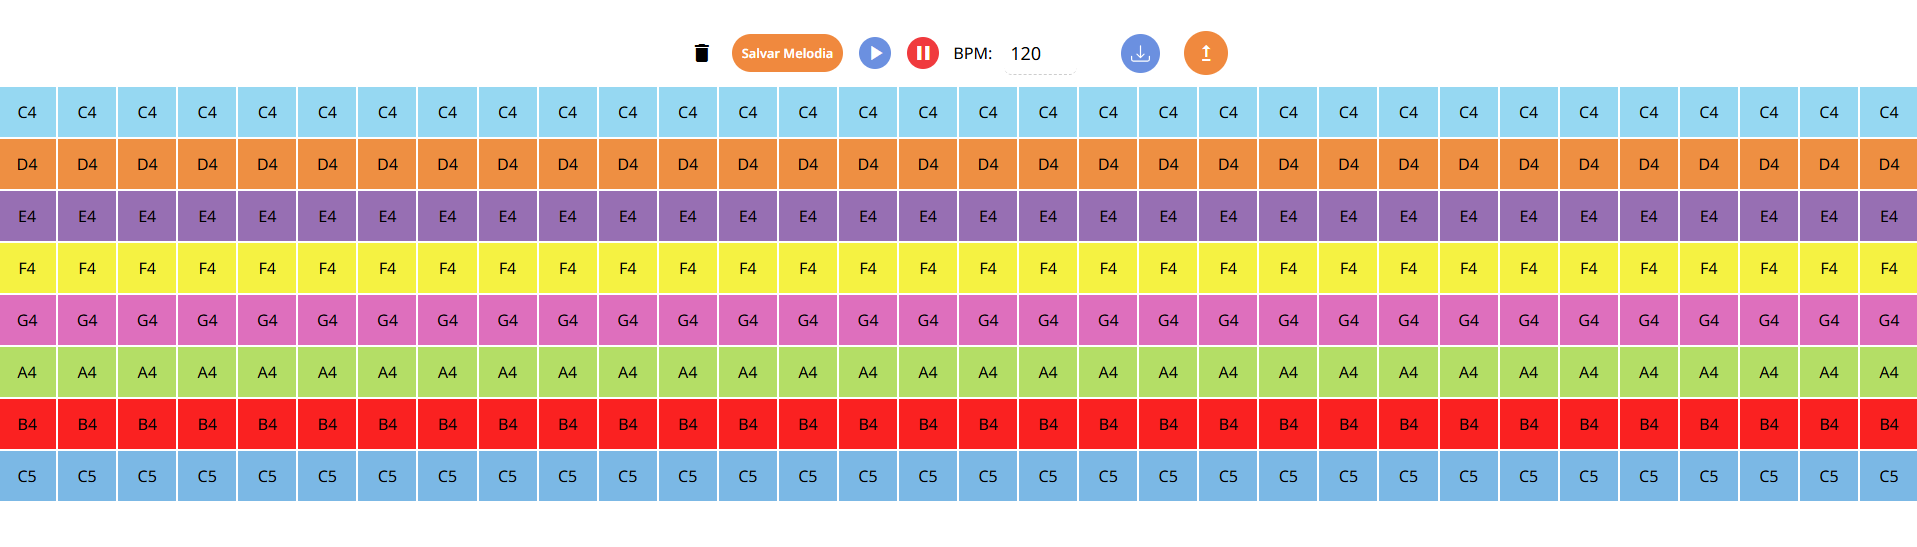 Salvar Melodia BPM: 120
C4 C4 C4 C4 C4 C4 C4 C4 C4 C4 C4 C4 C4 C4 C4 C4 C4 C4 C4 C4 C4 C4 C4 C4 C4 C4 C4 C4 C4 C4 C4 C4
D4 D4 D4 D4 D4 D4 D4 D4 D4 D4 D4 D4 D4 D4 D4 D4 D4 D4 D4 D4 D4 D4 D4 D4 D4 D4 D4 D4 D4 D4 D4 D4
E4 E4 E4 E4 E4 E4 E4 E4 E4 E4 E4 E4 E4 E4 E4 E4 E4 E4 E4 E4 E4 E4 E4 E4 E4 E4 E4 E4 E4 E4 E4 E4
F4 F4 F4 F4 F4 F4 F4 F4 F4 F4 F4 F4 F4 F4 F4 F4 F4 F4 F4 F4 F4 F4 F4 F4 F4 F4 F4 F4 F4 F4 F4 F4
G4 G4 G4 G4 G4 G4 G4 G4 G4 G4 G4 G4 G4 G4 G4 G4 G4 G4 G4 G4 G4 G4 G4 G4 G4 G4 G4 G4 G4 G4 G4 G4
A4 A4 A4 A4 A4 A4 A4 A4 A4 A4 A4 A4 A4 A4 A4 A4 A4 A4 A4 A4 A4 A4 A4 A4 A4 A4 A4 A4 A4 A4 A4 A4
B4 B4 B4 B4 B4 B4 B4 B4 B4 B4 B4 B4 B4 B4 B4 B4 B4 B4 B4 B4 B4 B4 B4 B4 B4 B4 B4 B4 B4 B4 B4 B4
C5 C5 C5 C5 C5 C5 C5 C5 C5 C5 C5 C5 C5 C5 C5 C5 C5 C5 C5 C5 C5 C5 C5 C5 C5 C5 C5 C5 C5 C5 C5 C5